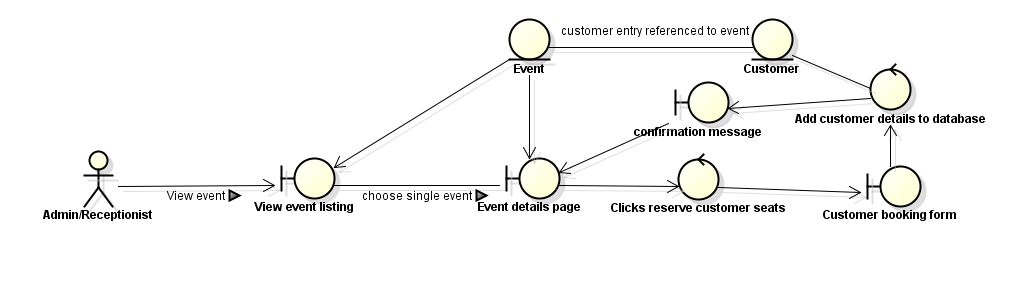 customer entry referenced to event
Event
Customer
Add customer details to database
confirmation message
View event
choose single event
Admin/Receptionist
View event listing
Event details page
Clicks reserve customer seats
Customer booking form